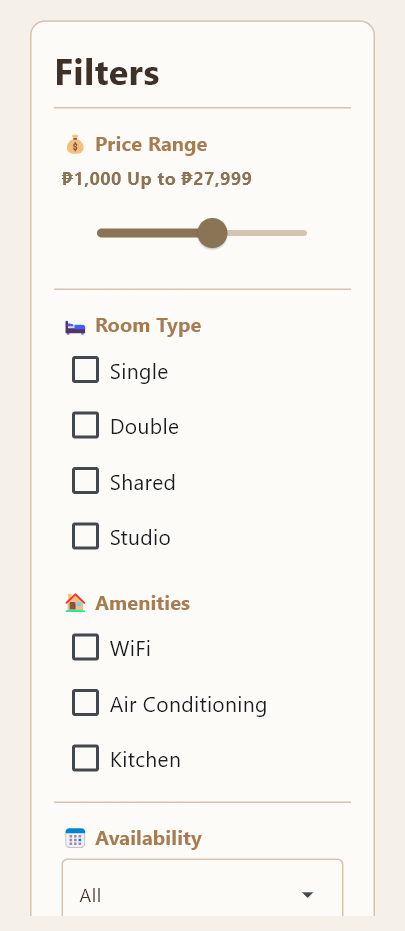 Filters
Price Range
₱1,000 Up to ₱27,999
Room Type
Single
Double
Shared
Studio
Amenities
WiFi
Air Conditioning
Kitchen
Availability
All